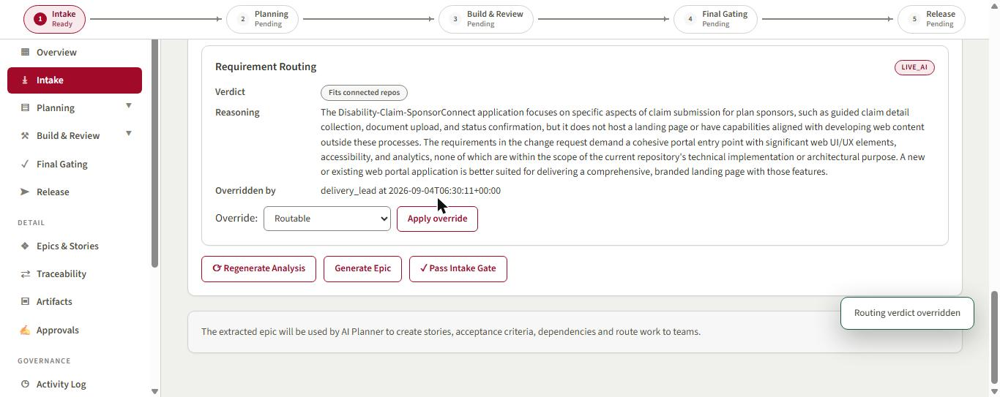 1 Intake
Ready
2 Planning
Pending
3 Build & Review
Pending
4 Final Gating
Pending
5 Release
Pending
Overview
Intake
Planning
Build & Review
Final Gating
Release
DETAIL
Epics & Stories
Traceability
Artifacts
Approvals
GOVERNANCE
Activity Log
Requirement Routing
LIVE_AI
Verdict
Fits connected repos
Reasoning
The Disability-Claim-SponsorConnect application focuses on specific aspects of claim submission for plan sponsors, such as guided claim detail
collection, document upload, and status confirmation, but it does not host a landing page or have capabilities aligned with developing web content
outside these processes. The requirements in the change request demand a cohesive portal entry point with significant web UI/UX elements,
accessibility, and analytics, none of which are within the scope of the current repository's technical implementation or architectural purpose. A new
or existing web portal application is better suited for delivering a comprehensive, branded landing page with those features.
Overridden by
delivery_lead at 2026-09-04T06:30:11+00:00
Override:
Routable
Apply override
⟳ Regenerate Analysis
Generate Epic
✓ Pass Intake Gate
Routing verdict overridden
The extracted epic will be used by AI Planner to create stories, acceptance criteria, dependencies and route work to teams.